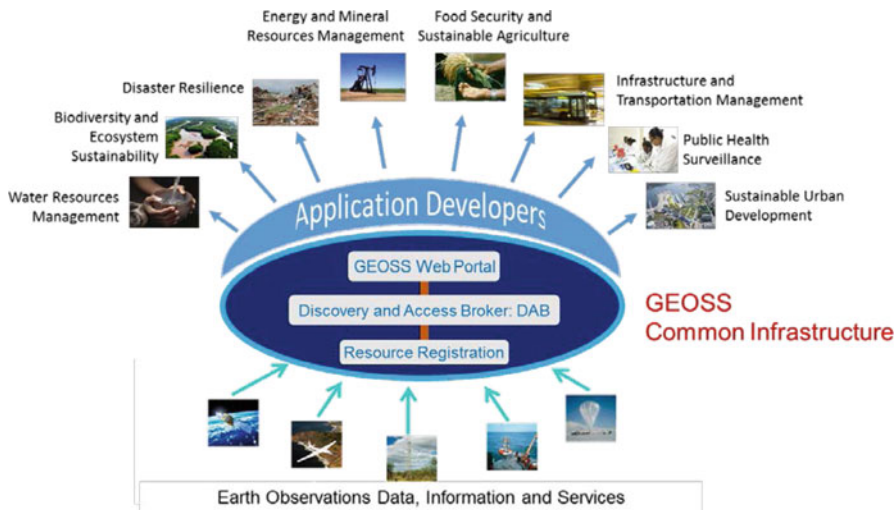 Energy and Mineral
Resources Management
Food Security and
Sustainable Agriculture
Disaster Resilience
Infrastructure and
Transportation Management
Biodiversity and
Ecosystem
Sustainability
Public Health
Surveillance
Water Resources
Management
Sustainable Urban
Development
Application Developers
GEOSS Web Portal
Discovery and Access Broker: DAB
Resource Registration
GEOSS
Common Infrastructure
Earth Observations Data, Information and Services